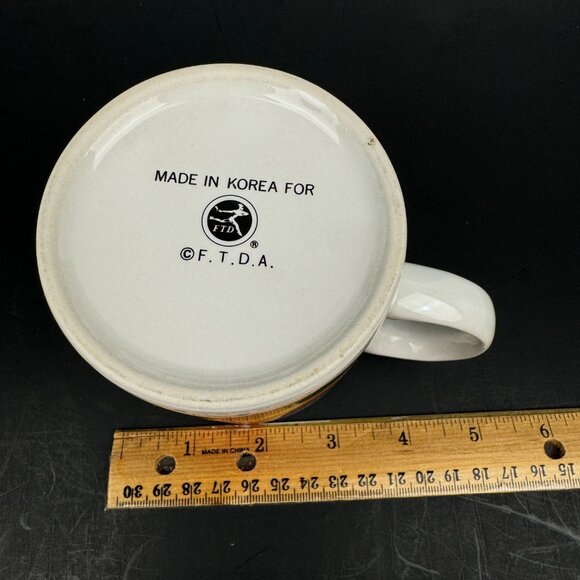 MADE IN KOREA FOR
FTD ®
© F. T. D. A.
1 2 3 4 5 6
MADE IN CHINA
30 29 28 27 26 25 24 23 22 21 20 19 18 17 16 15